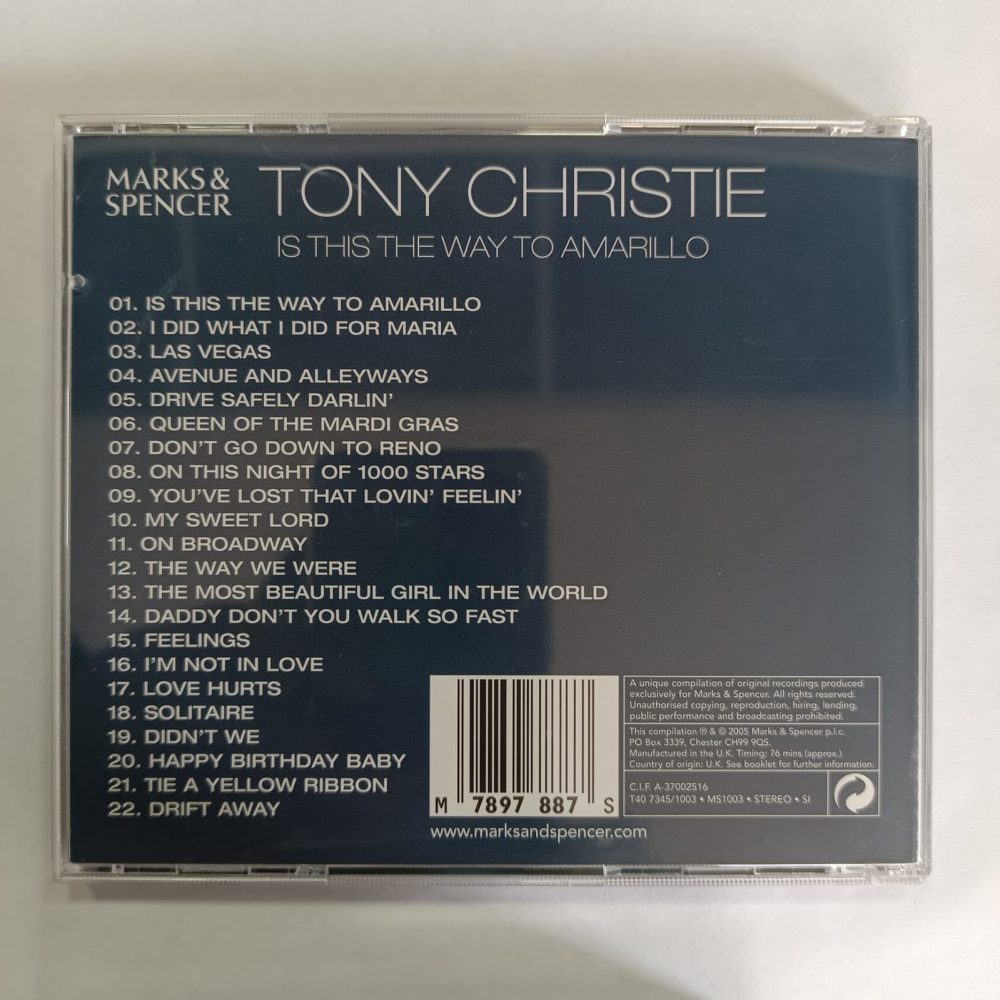 MARKS &
SPENCER
TONY CHRISTIE
IS THIS THE WAY TO AMARILLO
01. IS THIS THE WAY TO AMARILLO
02. I DID WHAT I DID FOR MARIA
03. LAS VEGAS
04. AVENUE AND ALLEYWAYS
05. DRIVE SAFELY DARLIN'
06. QUEEN OF THE MARDI GRAS
07. DON'T GO DOWN TO RENO
08. ON THIS NIGHT OF 1000 STARS
09. YOU'VE LOST THAT LOVIN' FEELIN'
10. MY SWEET LORD
11. ON BROADWAY
12. THE WAY WE WERE
13. THE MOST BEAUTIFUL GIRL IN THE WORLD
14. DADDY DON'T YOU WALK SO FAST
15. FEELINGS
16. I'M NOT IN LOVE
17. LOVE HURTS
18. SOLITAIRE
19. DIDN'T WE
20. HAPPY BIRTHDAY BABY
21. TIE A YELLOW RIBBON
22. DRIFT AWAY
M 7897 887 S
www.marksandspencer.com
A unique compilation of original recordings produced
exclusively for Marks & Spencer. All rights reserved.
Unauthorised copying, reproduction, hiring, lending,
public performance and broadcasting prohibited.
This compilation ℗ & © 2005 Marks & Spencer p.l.c.
PO Box 3339, Chester CH99 9QS.
Manufactured in the U.K. Timing: 76 mins (approx.)
Country of origin: U.K. See booklet for further information.
C.I.F. A-37002516
T40 7345/1003 • MS1003 • STEREO • SI